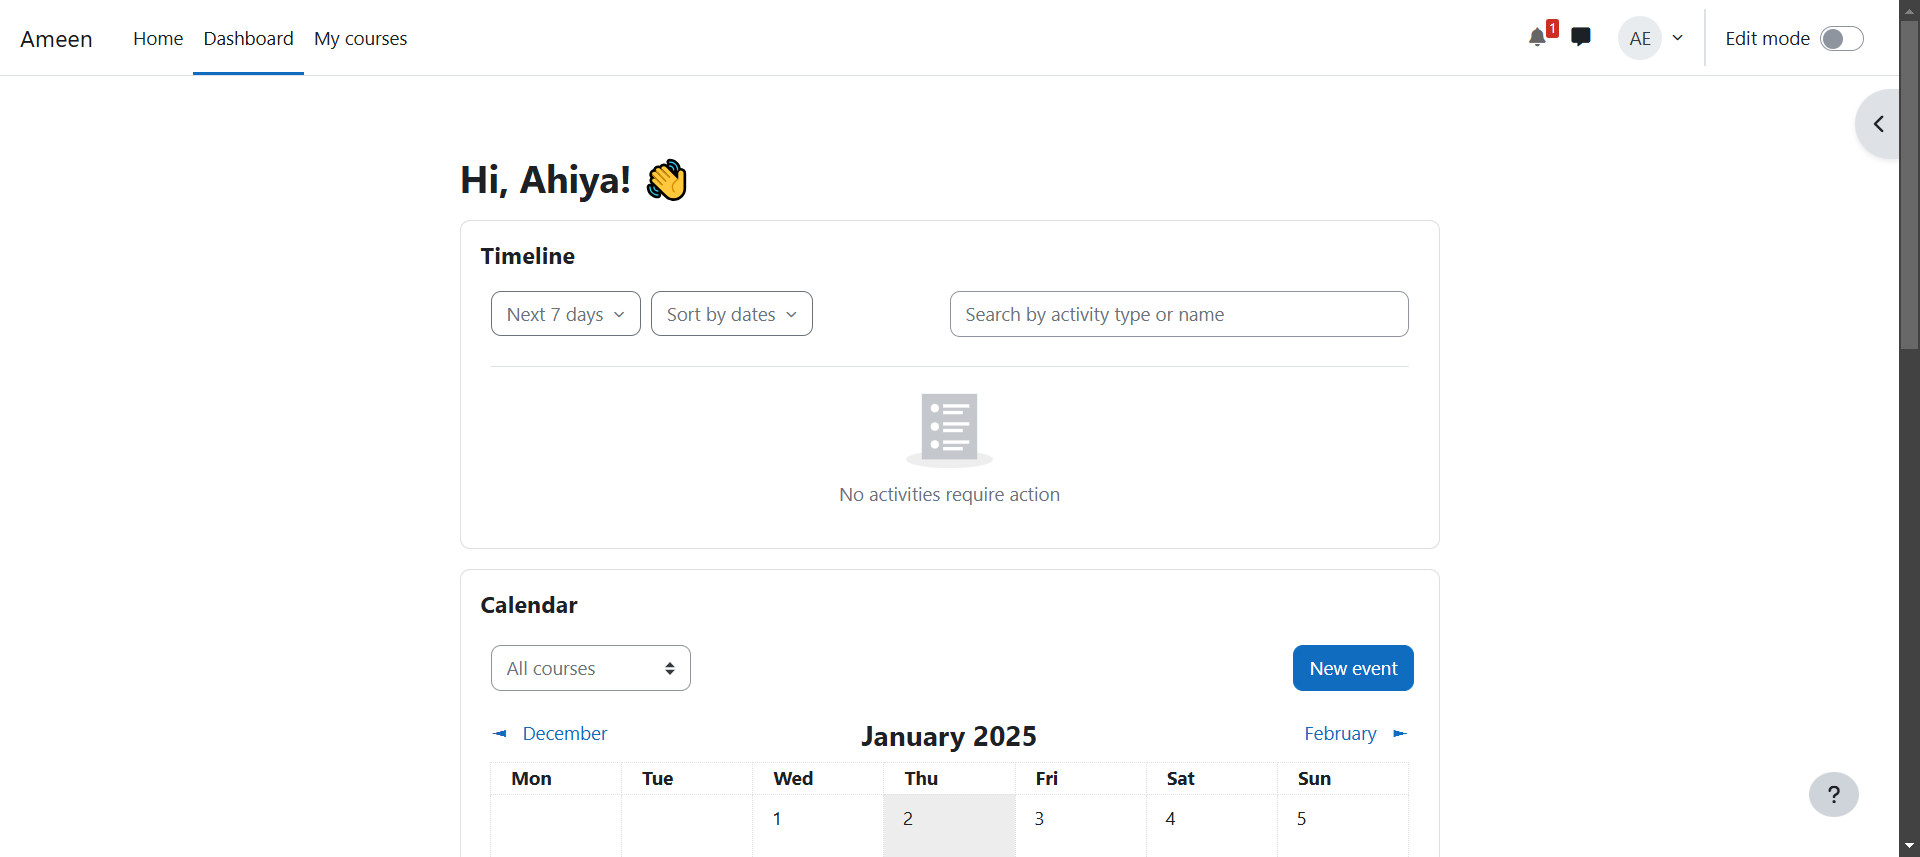 Ameen Home Dashboard My courses 1 AE Edit mode
Hi, Ahiya! 👋
Timeline
Next 7 days Sort by dates Search by activity type or name
No activities require action
Calendar
All courses New event
◄ December January 2025 February ►
Mon Tue Wed Thu Fri Sat Sun
1 2 3 4 5
?